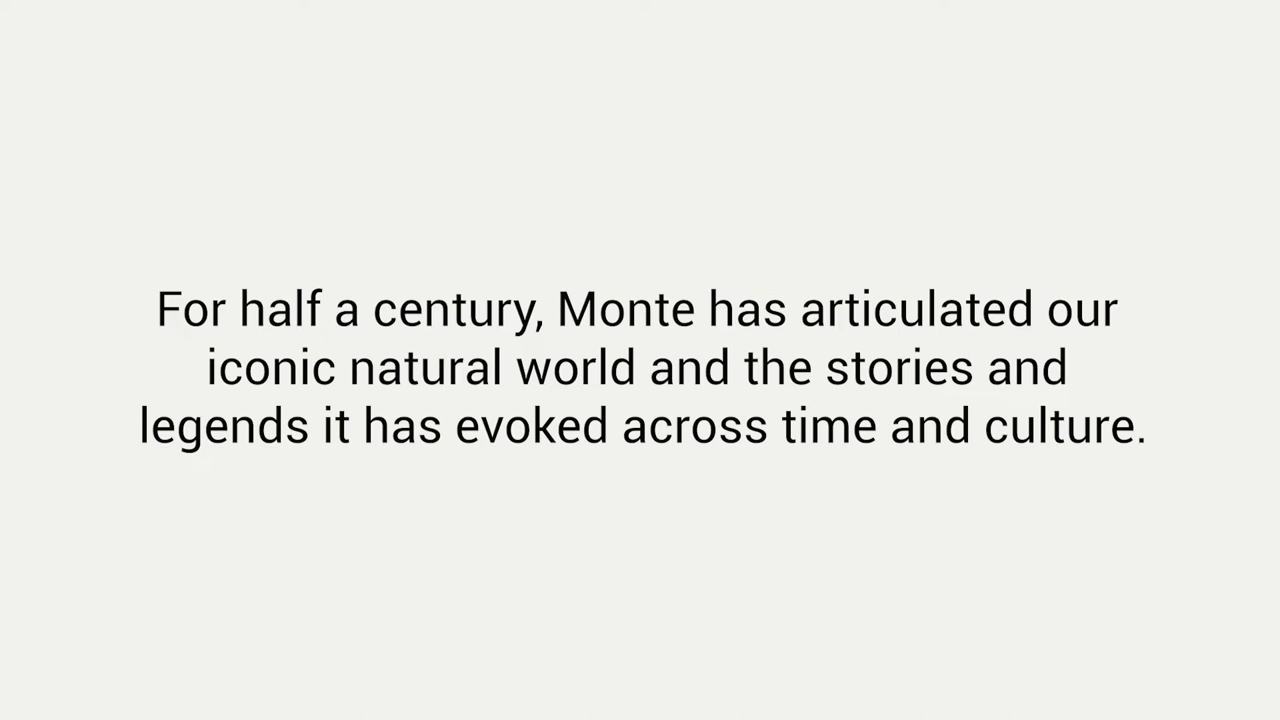 For half a century, Monte has articulated our
iconic natural world and the stories and
legends it has evoked across time and culture.